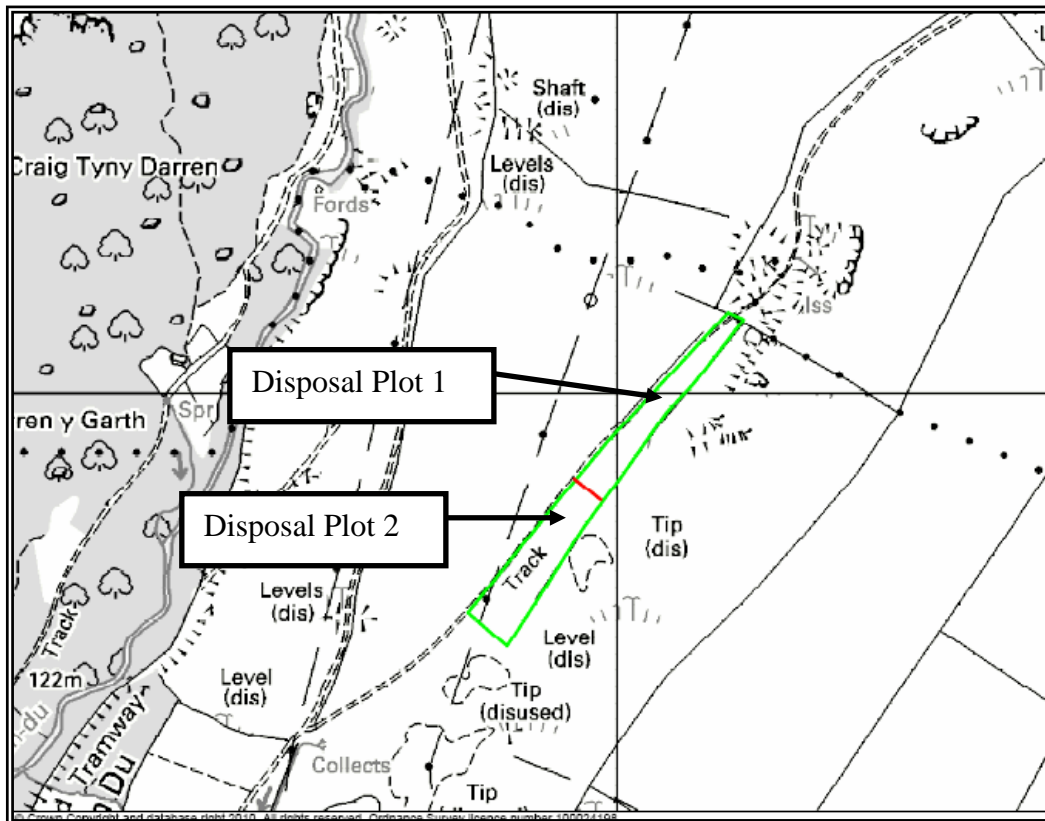 Shaft
(dis)
Craig Tyny Darren
Levels
(dis)
Fords
Iss
Disposal Plot 1
Spr
ren y Garth
Disposal Plot 2
Tip
(dis)
Track
Levels
(dis)
Track
Level
(dis)
122m
Level
(dis)
Tip
(disused)
n-du
Tramway
n Du
Collects
Tip
© Crown Copyright and database right 2010. All rights reserved. Ordnance Survey licence number 100024198